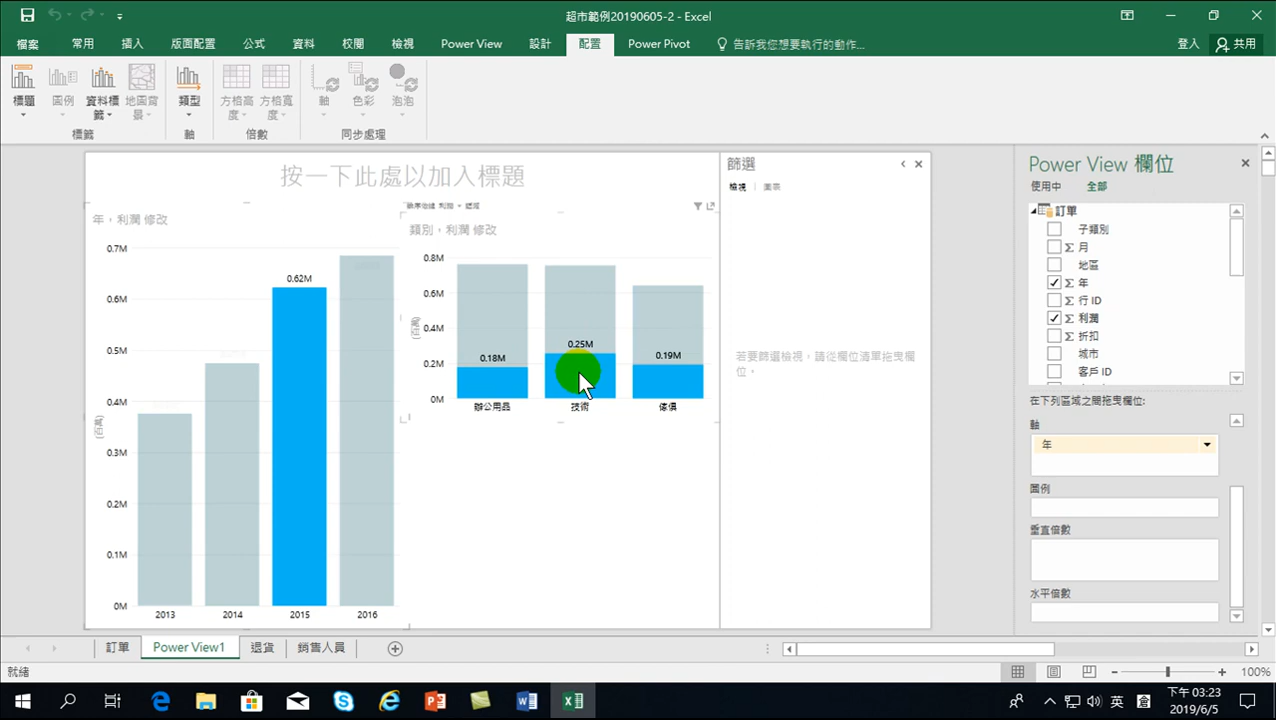 超市範例20190605-2 - Excel
檔案
常用
插入
版面配置
公式
資料
校閱
檢視
Power View
設計
配置
Power Pivot
告訴我您想要執行的動作...
登入
共用
標題
圖例
資料標籤
地圖背景
類型
方格高度
方格寬度
軸
色彩
泡泡
標籤
軸
倍數
同步處理
按一下此處以加入標題
年，利潤 修改
0.7M
0.6M
0.5M
0.4M
0.3M
0.2M
0.1M
0M
(百萬)
0.62M
2013
2014
2015
2016
類別，利潤 修改
0.8M
0.6M
0.4M
0.2M
0M
(百萬)
0.18M
0.25M
0.19M
辦公用品
技術
傢俱
篩選
檢視
圖表
若要篩選檢視，請從欄位清單拖曳欄
位。
Power View 欄位
使用中
全部
訂單
子類別
Σ 月
地區
Σ 年
Σ 行 ID
Σ 利潤
Σ 折扣
城市
客戶 ID
在下列區域之間拖曳欄位:
軸
年
圖例
垂直倍數
水平倍數
訂單
Power View1
退貨
銷售人員
就緒
100%
英
下午 03:23
2019/6/5